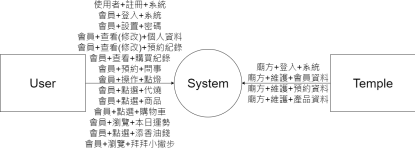 使用者+註冊+系統
會員+登入+系統
會員+設置+密碼
會員+查看(修改)+個人資料
會員+查看(修改)+預約紀錄
會員+查看+購買紀錄
會員+預約+問事
會員+操作+點燈
會員+點選+代燒
會員+點選+商品
會員+點選+購物車
會員+瀏覽+本日運勢
會員+點選+添香油錢
會員+瀏覽+拜拜小撇步
User
System
廟方+登入+系統
廟方+維護+會員資料
廟方+維護+預約資料
廟方+維護+產品資料
Temple